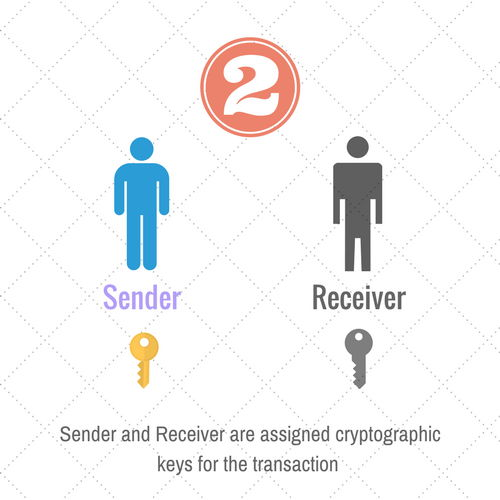 2
Sender
Receiver
Sender and Receiver are assigned cryptographic
keys for the transaction